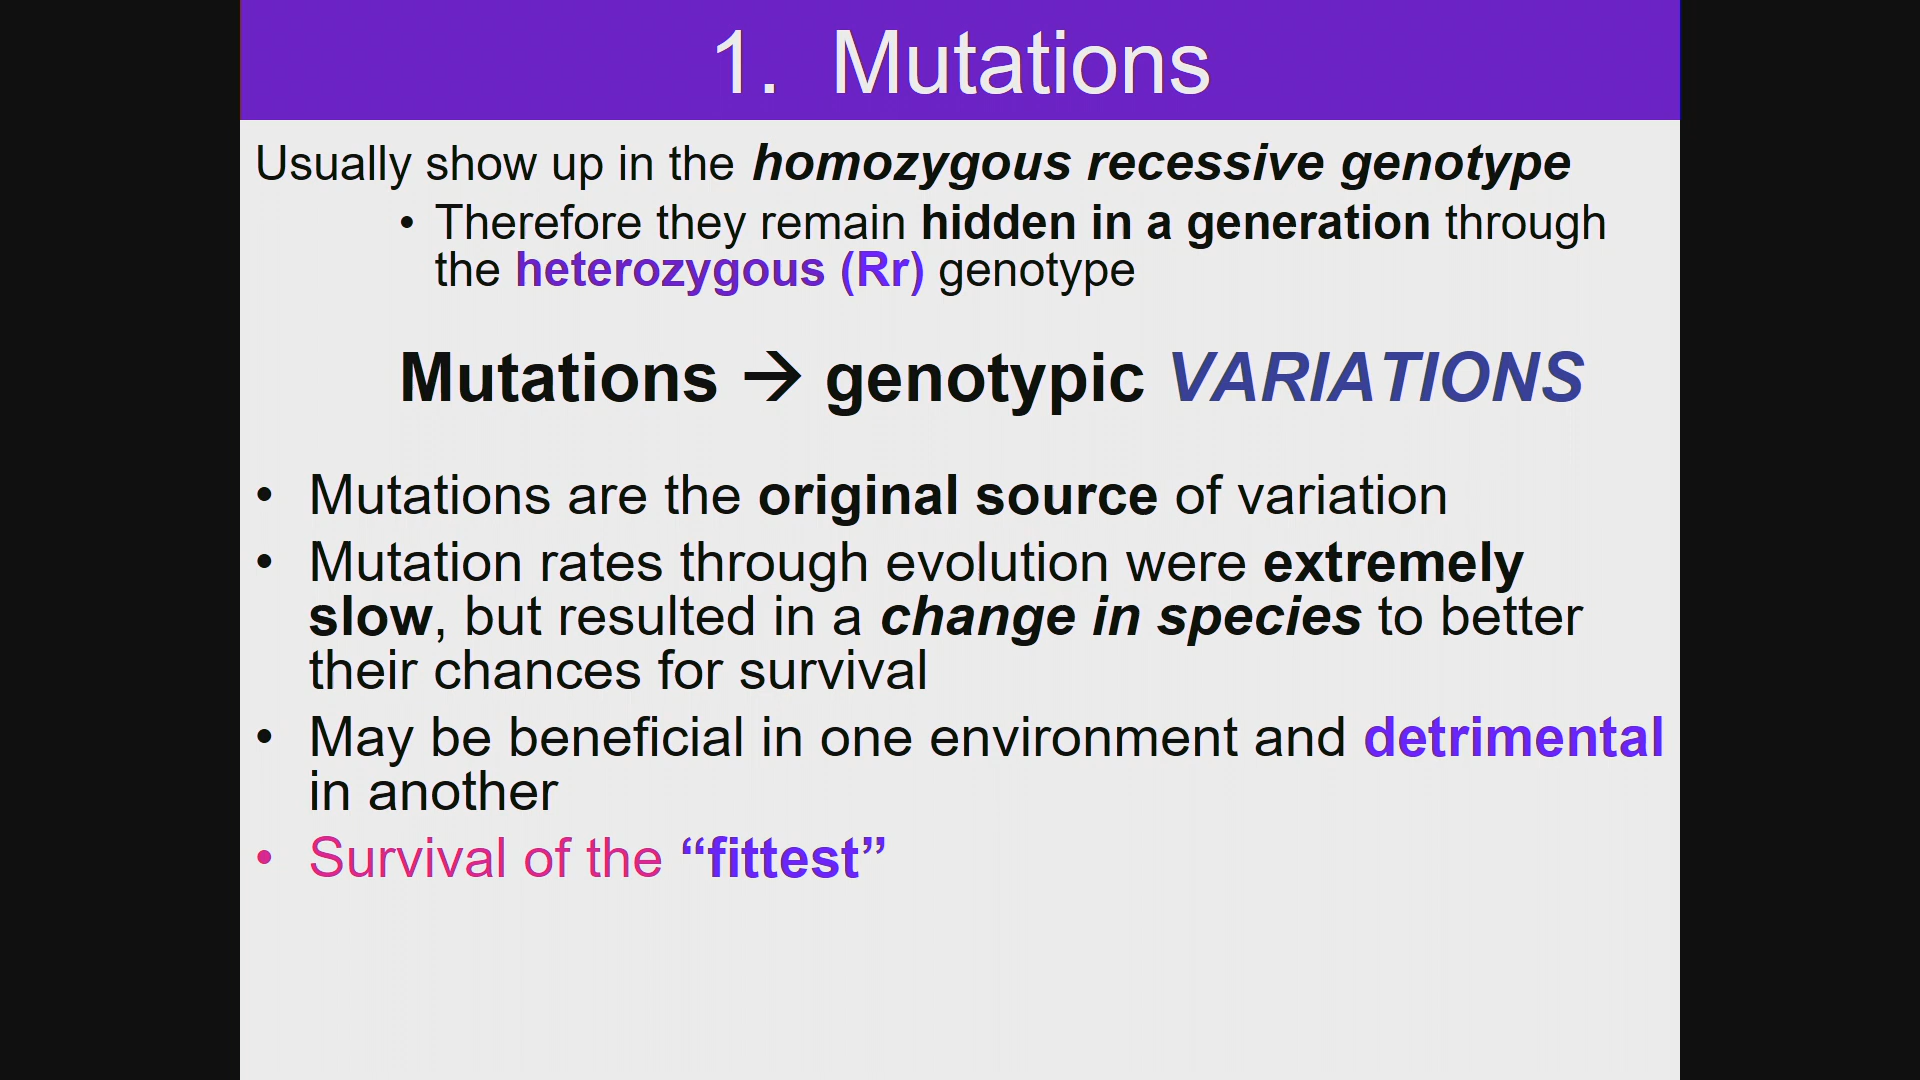 1. Mutations
Usually show up in the homozygous recessive genotype
• Therefore they remain hidden in a generation through
the heterozygous (Rr) genotype
Mutations → genotypic VARIATIONS
• Mutations are the original source of variation
• Mutation rates through evolution were extremely
slow, but resulted in a change in species to better
their chances for survival
• May be beneficial in one environment and detrimental
in another
• Survival of the “fittest”